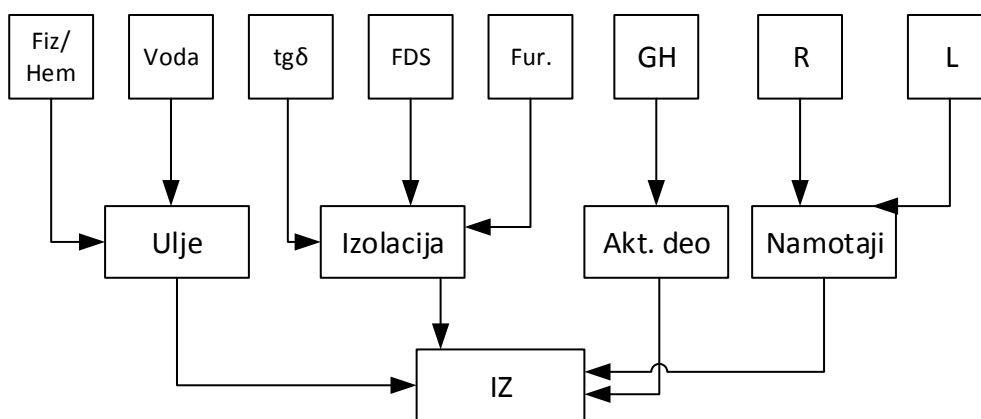 Fiz/
Hem
Voda
tgδ
FDS
Fur.
GH
R
L
Ulje
Izolacija
Akt. deo
Namotaji
IZ